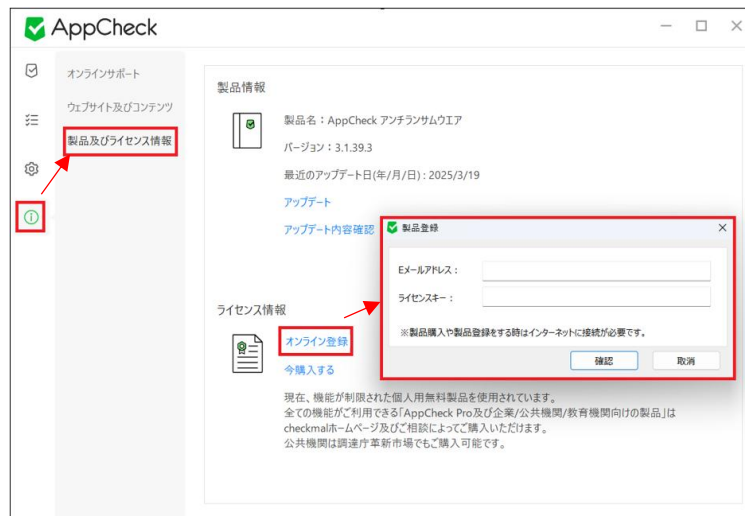 AppCheck
オンラインサポート
ウェブサイト及びコンテンツ
製品及びライセンス情報
製品情報
製品名：AppCheck アンチランサムウエア
バージョン：3.1.39.3
最近のアップデート日(年/月/日) : 2025/3/19
アップデート
アップデート内容確認
製品登録
Eメールアドレス：
ライセンスキー：
※製品購入や製品登録をする時はインターネットに接続が必要です。
確認
取消
ライセンス情報
オンライン登録
今購入する
現在、機能が制限された個人用無料製品を使用されています。
全ての機能がご利用できる「AppCheck Pro及び企業/公共機関/教育機関向けの製品」は
checkmalホームページ及びご相談によってご購入いただけます。
公共機関は調達庁革新市場でもご購入可能です。